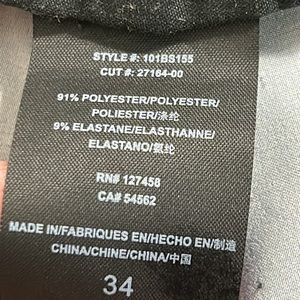 STYLE #: 101BS155
CUT #: 27164-00
91% POLYESTER/POLYESTER/
POLIESTER/涤纶
9% ELASTANE/ELASTHANNE/
ELASTANO/氨纶
RN# 127458
CA# 54562
MADE IN/FABRIQUES EN/HECHO EN/制造
CHINA/CHINE/CHINA/中国
34